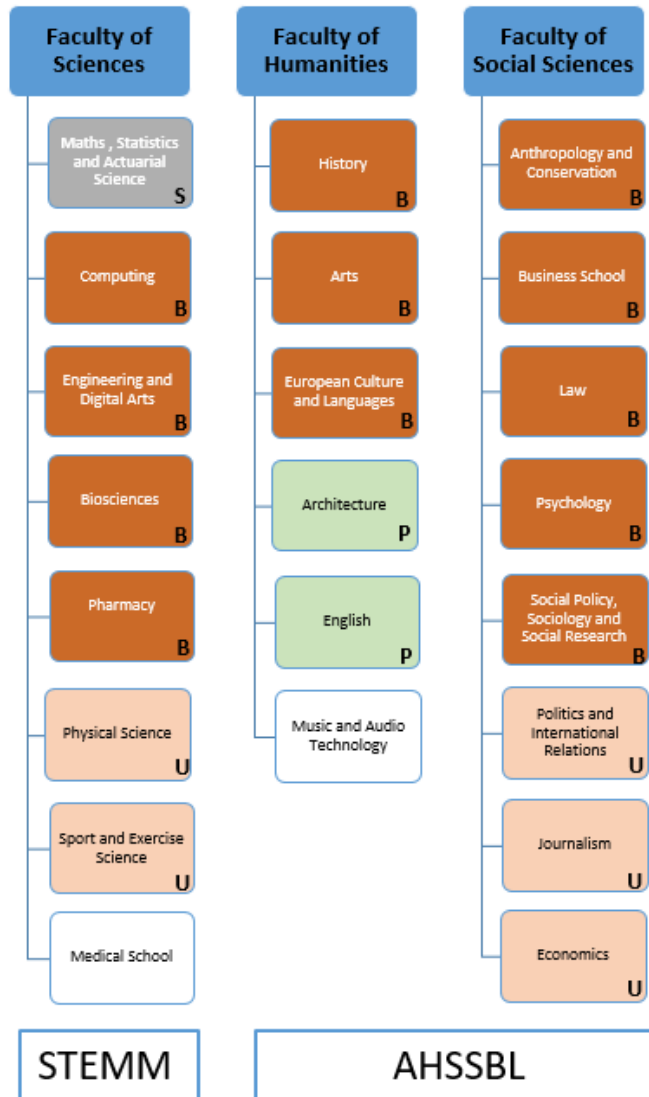 Faculty of
Sciences
Maths , Statistics
and Actuarial
Science
S
Computing
B
Engineering and
Digital Arts
B
Biosciences
B
Pharmacy
B
Physical Science
U
Sport and Exercise
Science
U
Medical School
STEMM
Faculty of
Humanities
History
B
Arts
B
European Culture
and Languages
B
Architecture
P
English
P
Music and Audio
Technology
Faculty of
Social Sciences
Anthropology and
Conservation
B
Business School
B
Law
B
Psychology
B
Social Policy,
Sociology and
Social Research
B
Politics and
International
Relations
U
Journalism
U
Economics
U
AHSSBL